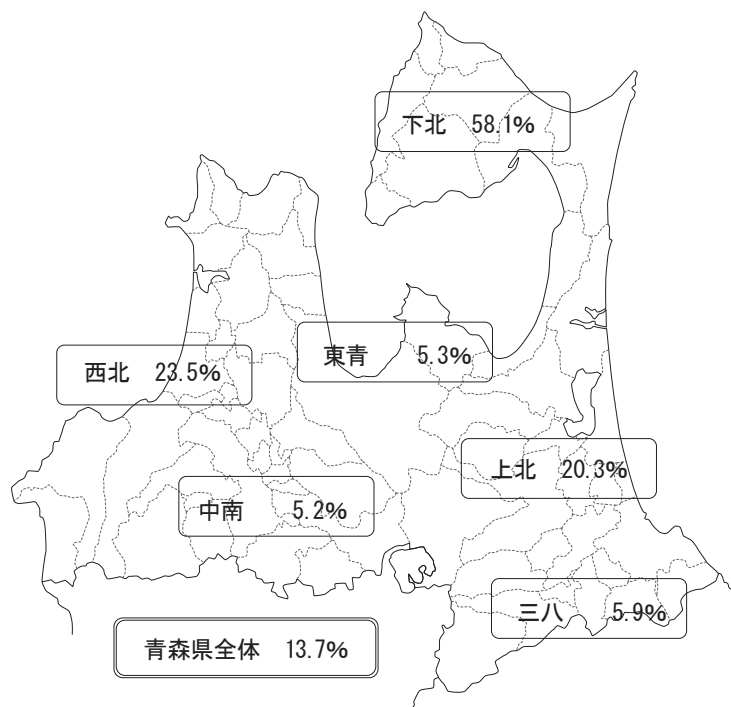 下北 58.1%
東青 5.3%
西北 23.5%
上北 20.3%
中南 5.2%
三八 5.9%
青森県全体 13.7%